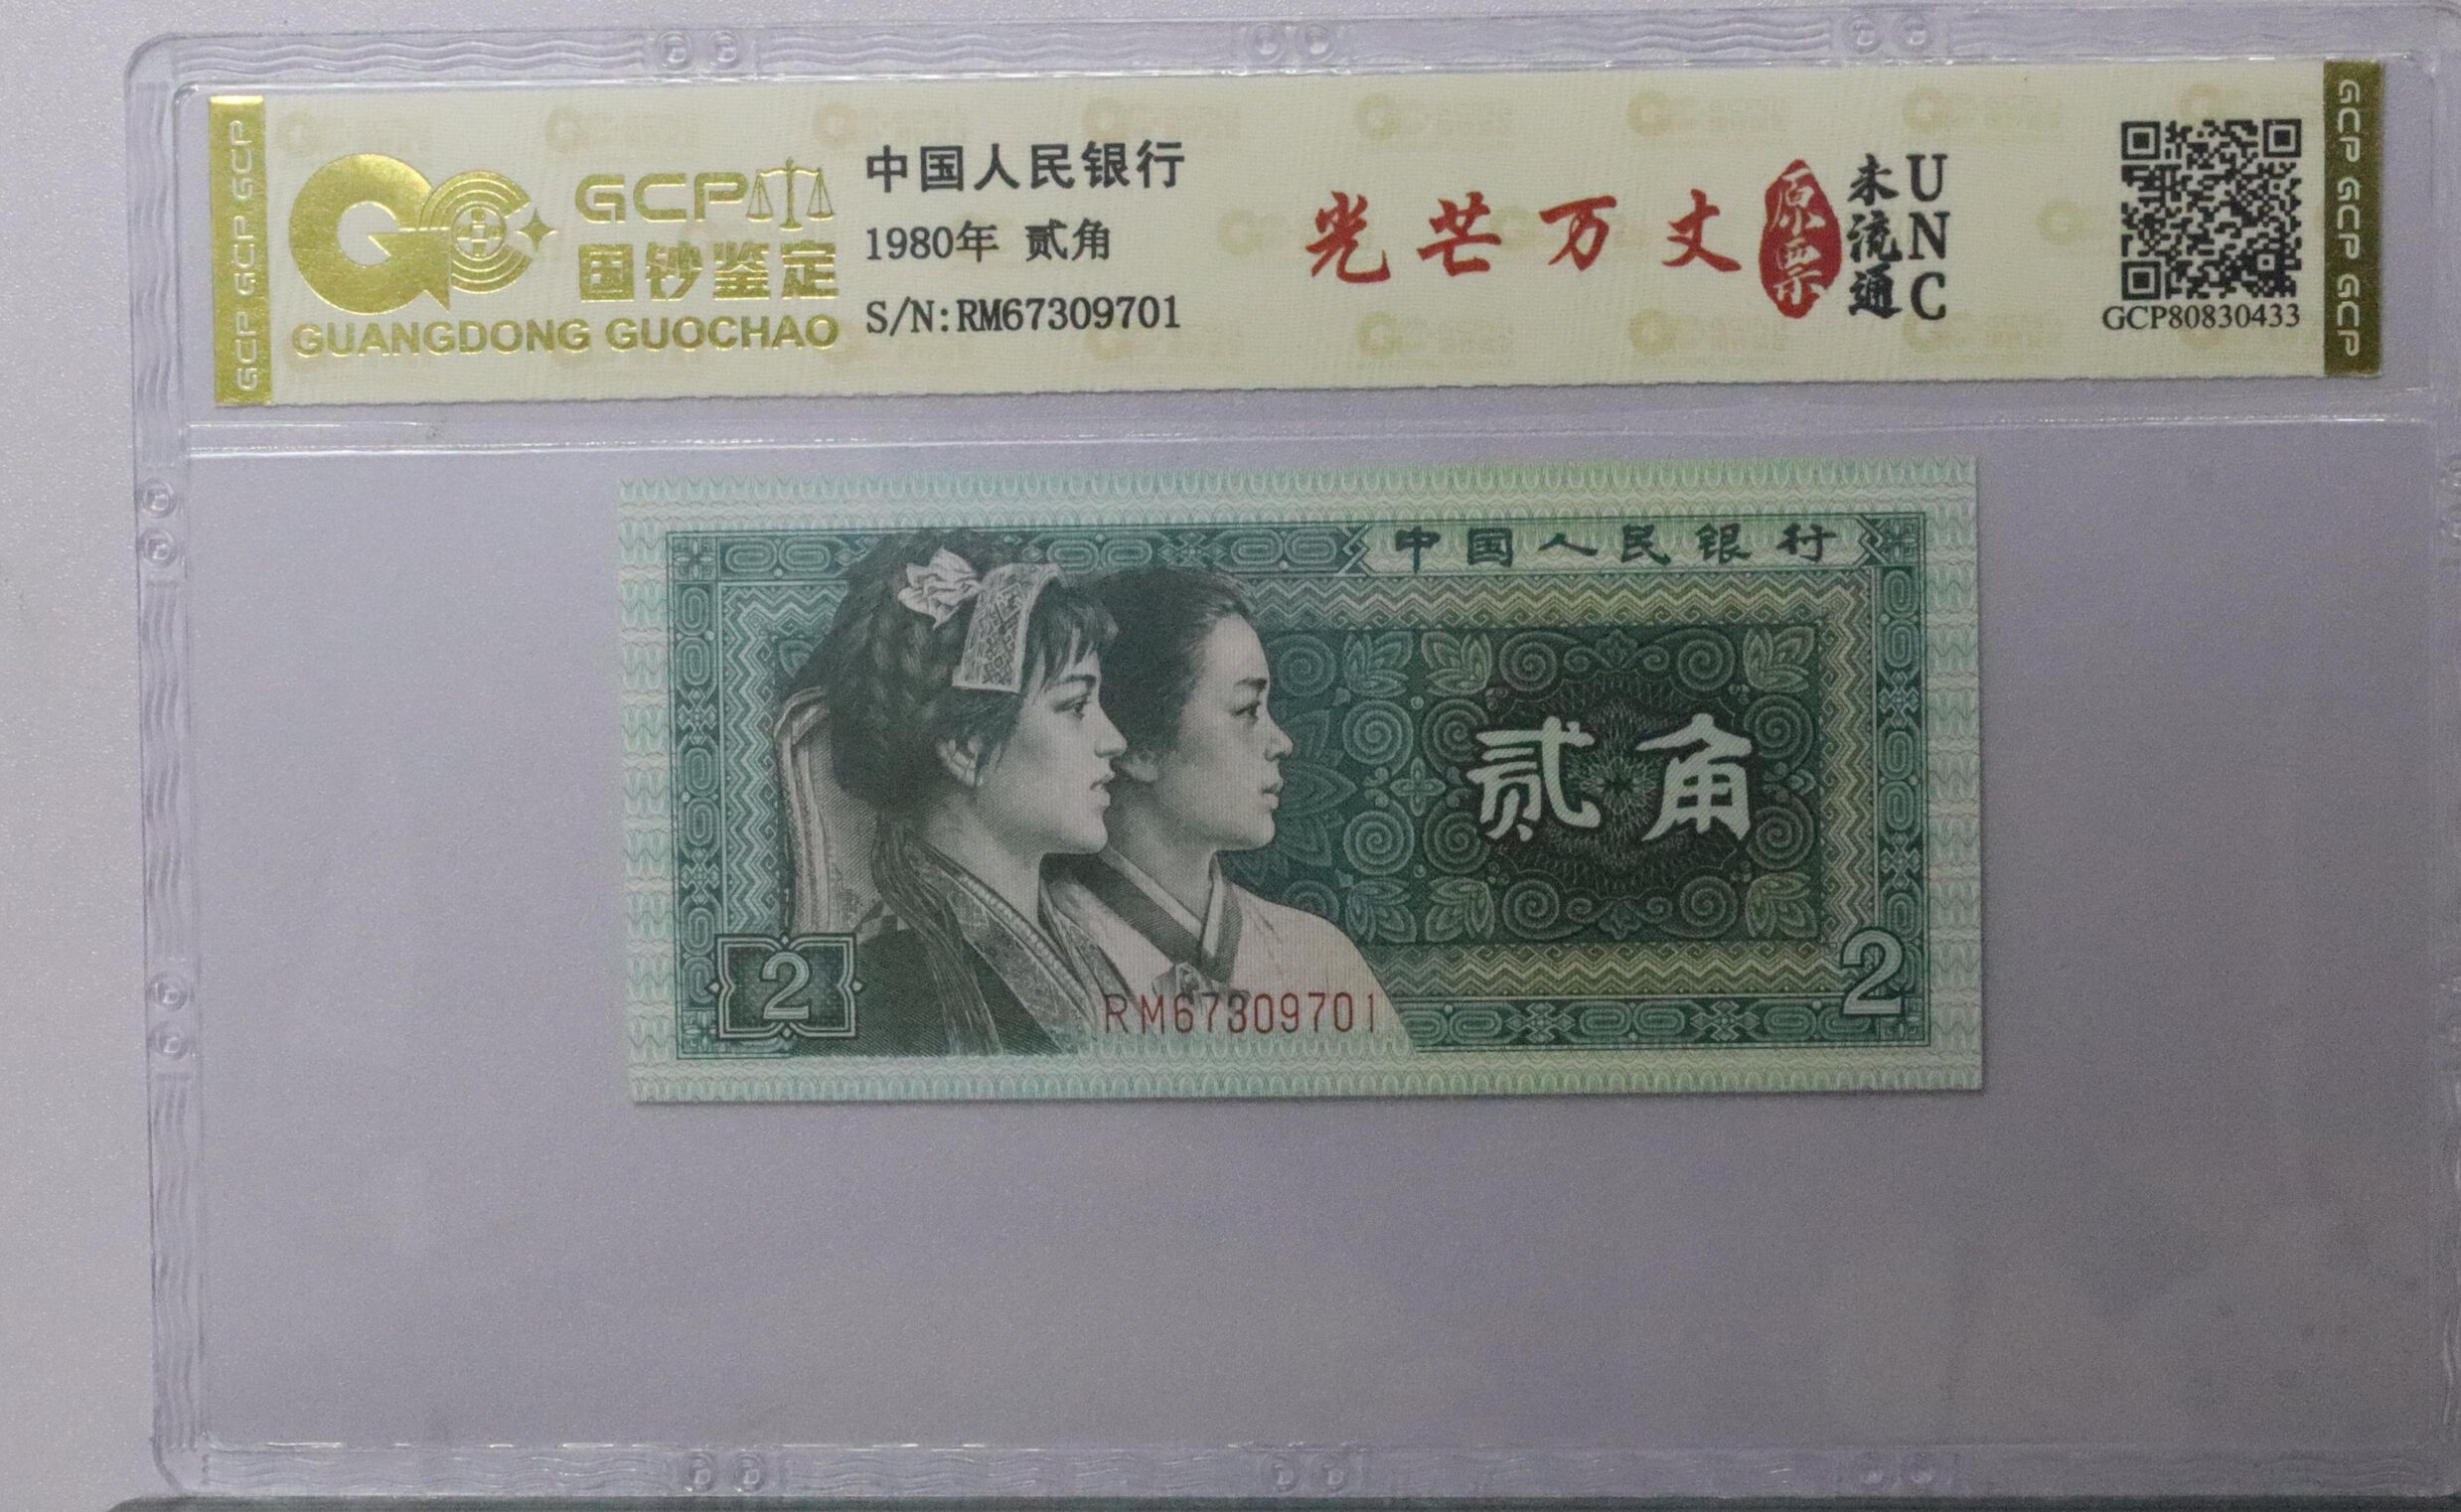 GCP GCP GCP
GCP
国钞鉴定
GUANGDONG GUOCHAO
中国人民银行
1980年 贰角
S/N:RM67309701
光芒万丈
原票
未流通
UNC
GCP80830433
GCP GCP GCP
中国人民银行
贰角
2
2
RM67309701